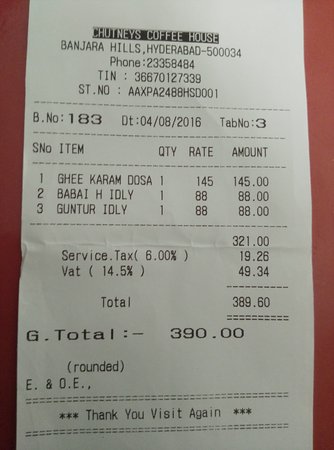 CHUTNEYS COFFEE HOUSE
BANJARA HILLS,HYDERABAD-500034
Phone:23358484
TIN : 36670127339
ST.NO : AAXPA2488HSD001
B.No:183 Dt:04/08/2016 TabNo:3
SNo ITEM QTY RATE AMOUNT
1 GHEE KARAM DOSA 1 145 145.00
2 BABAI H IDLY 1 88 88.00
3 GUNTUR IDLY 1 88 88.00
321.00
Service.Tax( 6.00%) 19.26
Vat ( 14.5%) 49.34
Total 389.60
G.Total:- 390.00
(rounded)
E. & O.E.,
*** Thank You Visit Again ***